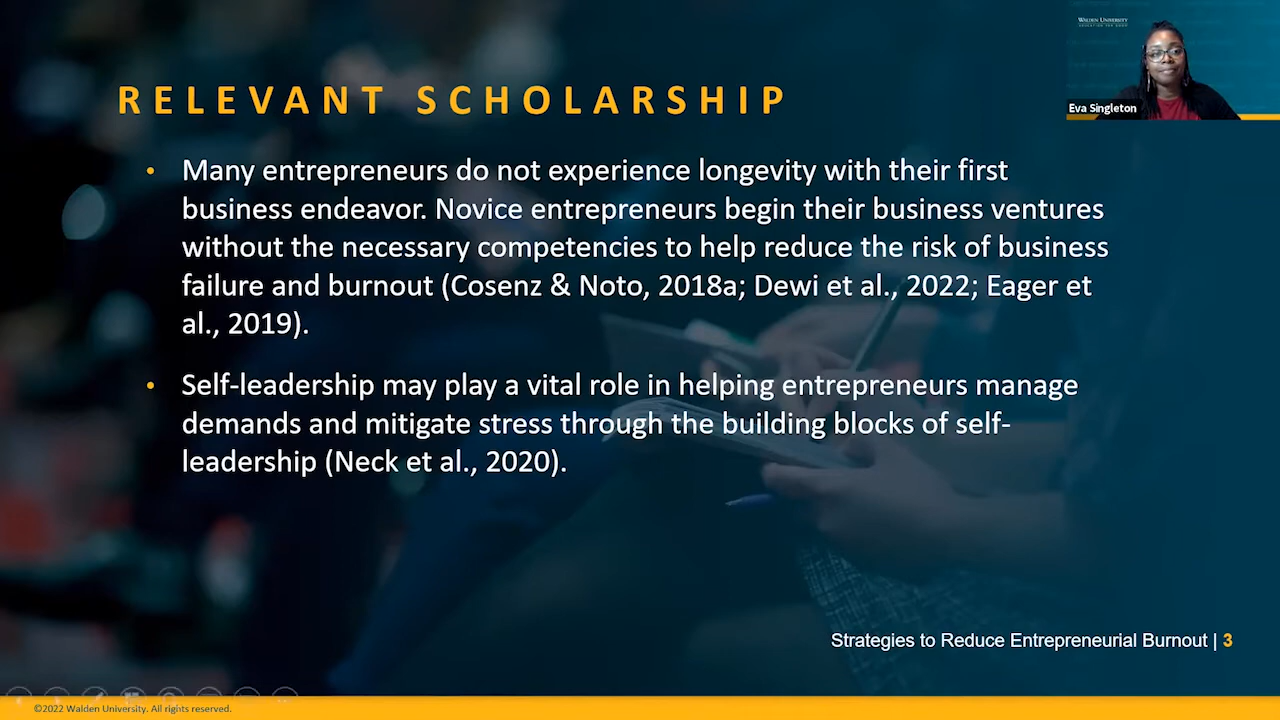 WALDEN UNIVERSITY
Eva Singleton
RELEVANT SCHOLARSHIP
• Many entrepreneurs do not experience longevity with their first
business endeavor. Novice entrepreneurs begin their business ventures
without the necessary competencies to help reduce the risk of business
failure and burnout (Cosenz & Noto, 2018a; Dewi et al., 2022; Eager et
al., 2019).
• Self-leadership may play a vital role in helping entrepreneurs manage
demands and mitigate stress through the building blocks of self-
leadership (Neck et al., 2020).
Strategies to Reduce Entrepreneurial Burnout | 3
©2022 Walden University. All rights reserved.